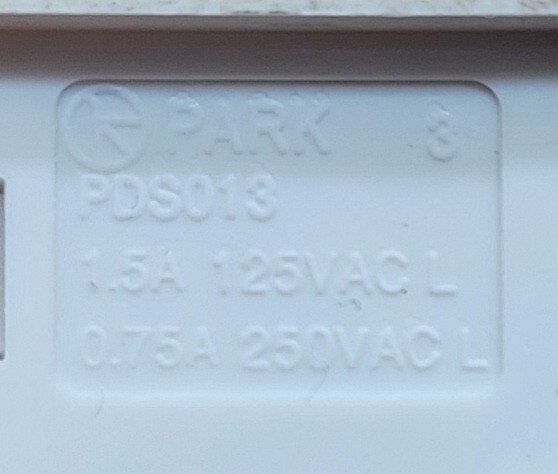 PARK 3
PDS013
1.5A 125VAC L
0.75A 250VAC L